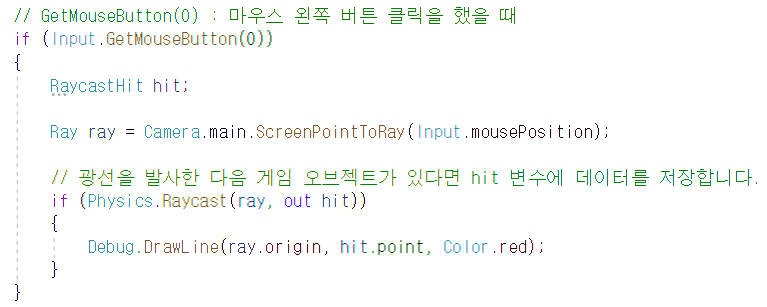 // GetMouseButton(0) : 마우스 왼쪽 버튼 클릭을 했을 때
if (Input.GetMouseButton(0))
{
RaycastHit hit;
Ray ray = Camera.main.ScreenPointToRay(Input.mousePosition);
// 광선을 발사한 다음 게임 오브젝트가 있다면 hit 변수에 데이터를 저장합니다.
if (Physics.Raycast(ray, out hit))
{
Debug.DrawLine(ray.origin, hit.point, Color.red);
}
}